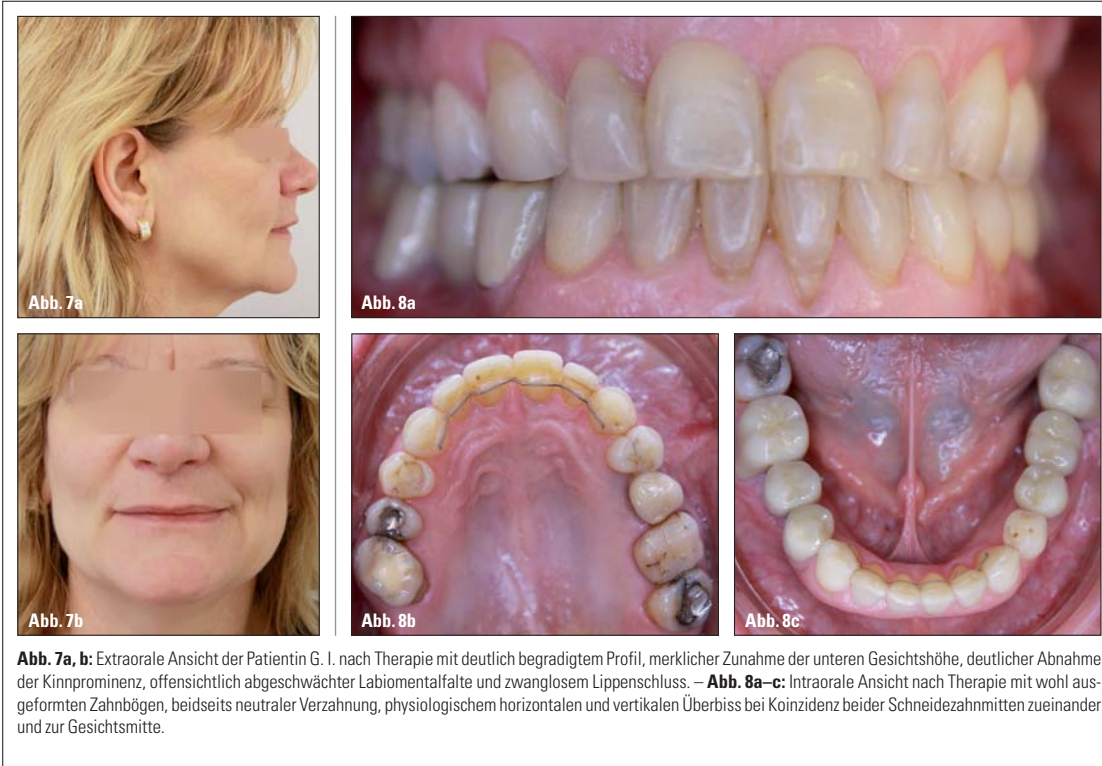 Abb. 7a
Abb. 8a
Abb. 7b
Abb. 8b
Abb. 8c
Abb. 7a, b: Extraorale Ansicht der Patientin G. I. nach Therapie mit deutlich begradigtem Profil, merklicher Zunahme der unteren Gesichtshöhe, deutlicher Abnahme
der Kinnprominenz, offensichtlich abgeschwächter Labiomentalfalte und zwanglosem Lippenschluss. – Abb. 8a–c: Intraorale Ansicht nach Therapie mit wohl aus-
geformten Zahnbögen, beidseits neutraler Verzahnung, physiologischem horizontalen und vertikalen Überbiss bei Koinzidenz beider Schneidezahnmitten zueinander
und zur Gesichtsmitte.